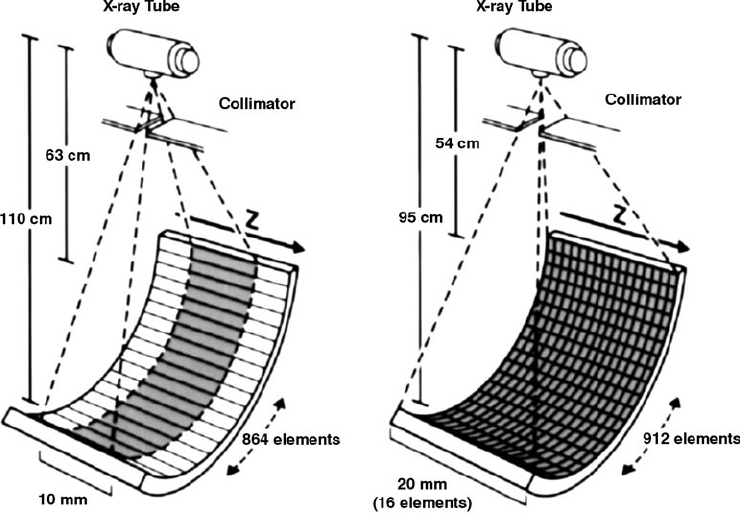 X-ray Tube
Collimator
63 cm
110 cm
Z
864 elements
10 mm
X-ray Tube
Collimator
54 cm
95 cm
Z
912 elements
20 mm
(16 elements)